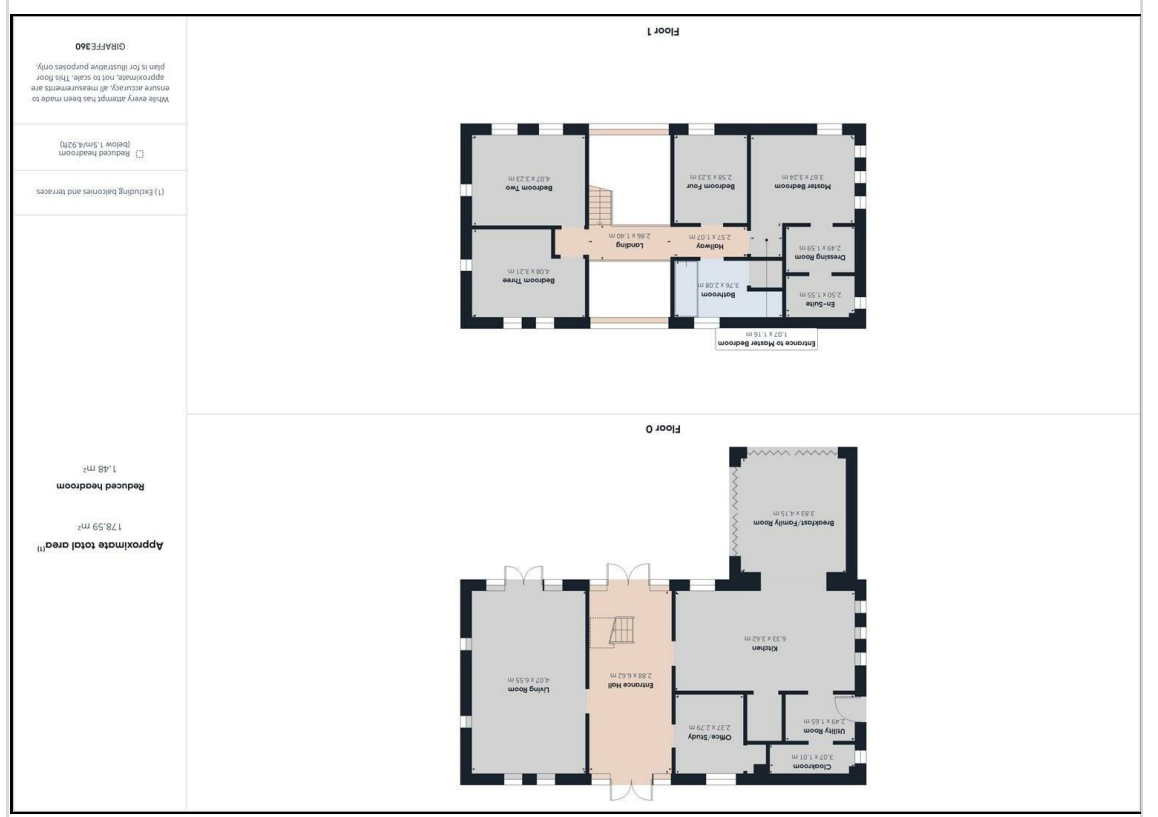 Cloakroom
3.07 x 1.01 m
Utility Room
2.49 x 1.65 m
Office/Study
2.37 x 2.79 m
Entrance Hall
2.88 x 6.62 m
Living Room
4.07 x 6.55 m
Kitchen
6.33 x 3.62 m
Breakfast/Family Room
3.83 x 4.15 m
Floor 0
Entrance to Master Bedroom
1.07 x 1.16 m
En-Suite
2.50 x 1.55 m
Bathroom
3.76 x 2.08 m
Bedroom Three
4.08 x 3.21 m
Dressing Room
2.49 x 1.59 m
Hallway
2.57 x 1.07 m
Landing
2.86 x 1.40 m
Master Bedroom
3.67 x 3.24 m
Bedroom Four
2.58 x 3.23 m
Bedroom Two
4.07 x 3.23 m
Floor 1
Approximate total area(1)
178.59 m²
Reduced headroom
1.48 m²
(1) Excluding balconies and terraces
Reduced headroom
(below 1.5m/4.92ft)
While every attempt has been made to
ensure accuracy, all measurements are
approximate, not to scale. This floor
plan is for illustrative purposes only.
GIRAFFE360